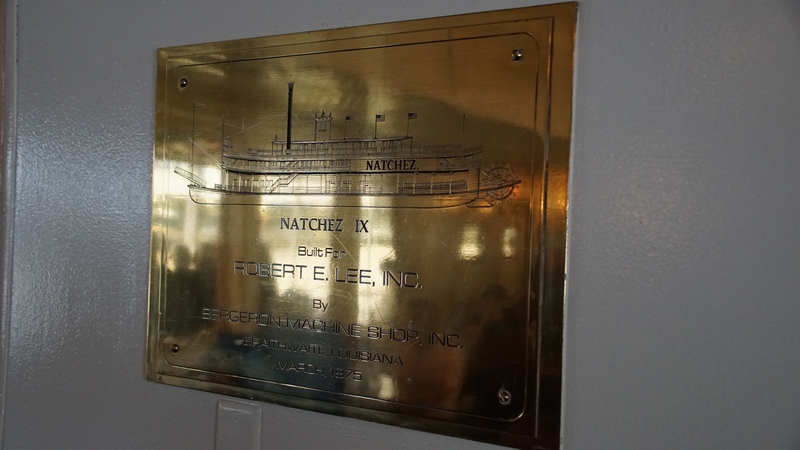 NATCHEZ.
NATCHEZ IX
Built For
ROBERT E. LEE, INC.
By
BERGERON MACHINE SHOP, INC.
BRAITHWAITE, LOUISIANA
MARCH, 1975